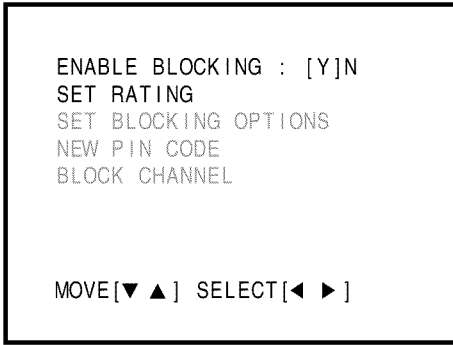 ENABLE BLOCKING : [Y]N
SET RATING
SET BLOCKING OPTIONS
NEW PIN CODE
BLOCK CHANNEL
MOVE[▼ ▲] SELECT[◀ ▶]